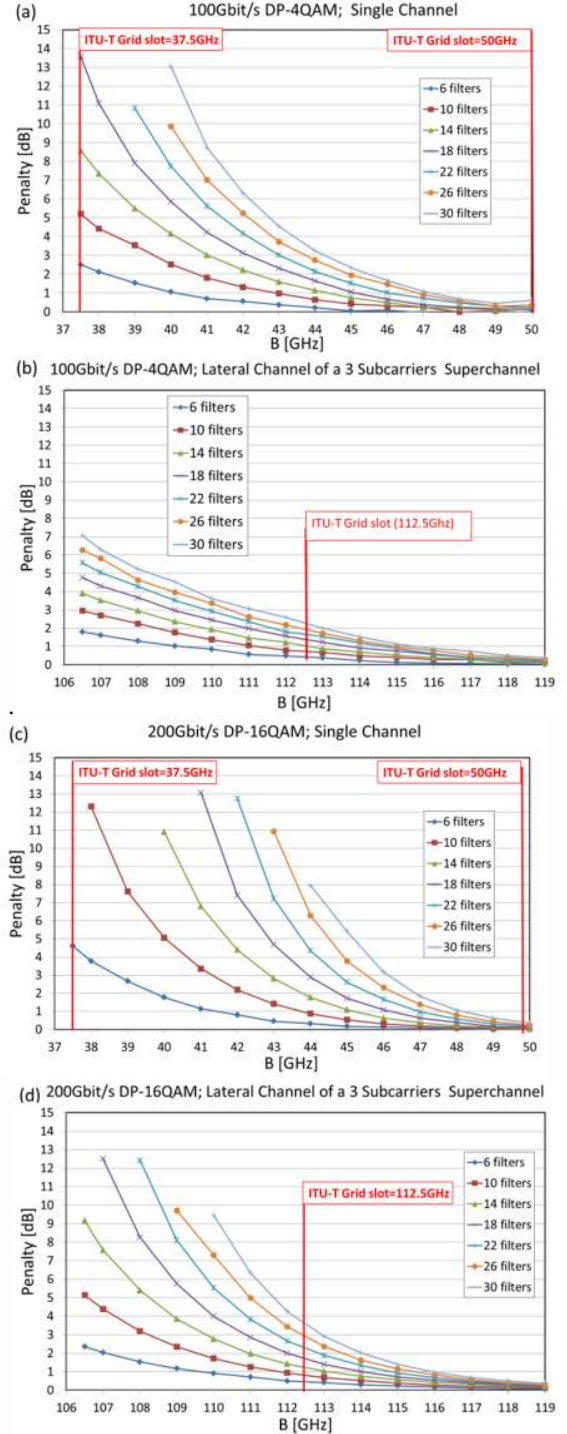 (a) 100Gbit/s DP-4QAM; Single Channel
ITU-T Grid slot=37.5GHz
ITU-T Grid slot=50GHz
Penalty [dB]
15
14
13
12
11
10
9
8
7
6
5
4
3
2
1
0
6 filters
10 filters
14 filters
18 filters
22 filters
26 filters
30 filters
37 38 39 40 41 42 43 44 45 46 47 48 49 50
B [GHz]
(b) 100Gbit/s DP-4QAM; Lateral Channel of a 3 Subcarriers Superchannel
Penalty [dB]
15
14
13
12
11
10
9
8
7
6
5
4
3
2
1
0
6 filters
10 filters
14 filters
18 filters
22 filters
26 filters
30 filters
ITU-T Grid slot (112.5Ghz)
106 107 108 109 110 111 112 113 114 115 116 117 118 119
B [GHz]
.
(c) 200Gbit/s DP-16QAM; Single Channel
ITU-T Grid slot=37.5GHz
ITU-T Grid slot=50GHz
Penalty [dB]
15
14
13
12
11
10
9
8
7
6
5
4
3
2
1
0
6 filters
10 filters
14 filters
18 filters
22 filters
26 filters
30 filters
37 38 39 40 41 42 43 44 45 46 47 48 49 50
B [GHz]
(d) 200Gbit/s DP-16QAM; Lateral Channel of a 3 Subcarriers Superchannel
Penalty [dB]
15
14
13
12
11
10
9
8
7
6
5
4
3
2
1
0
6 filters
10 filters
14 filters
18 filters
22 filters
26 filters
30 filters
ITU-T Grid slot=112.5GHz
106 107 108 109 110 111 112 113 114 115 116 117 118 119
B [GHz]